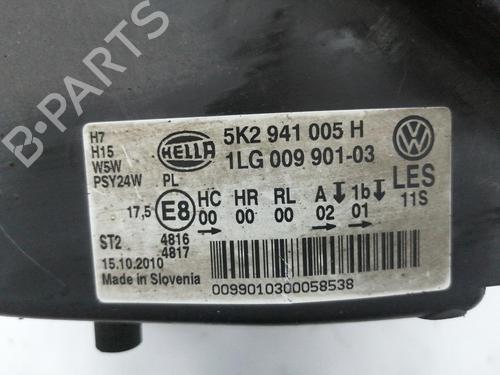 B-PARTS
H7
H15
W5W
PSY24W
HELLA
PL
5K2 941 005 H
1LG 009 901-03
VW
LES
11S
17,5 E8
HC HR RL A 1b
00 00 00 02 01
ST2 4816
4817
15.10.2010
Made in Slovenia
0099010300058538